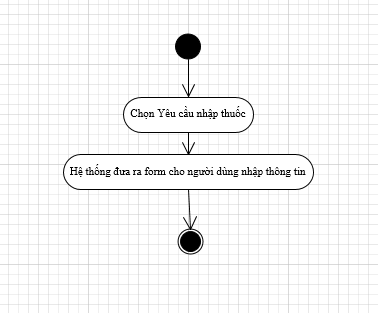 Chọn Yêu cầu nhập thuốc
Hệ thống đưa ra form cho người dùng nhập thông tin